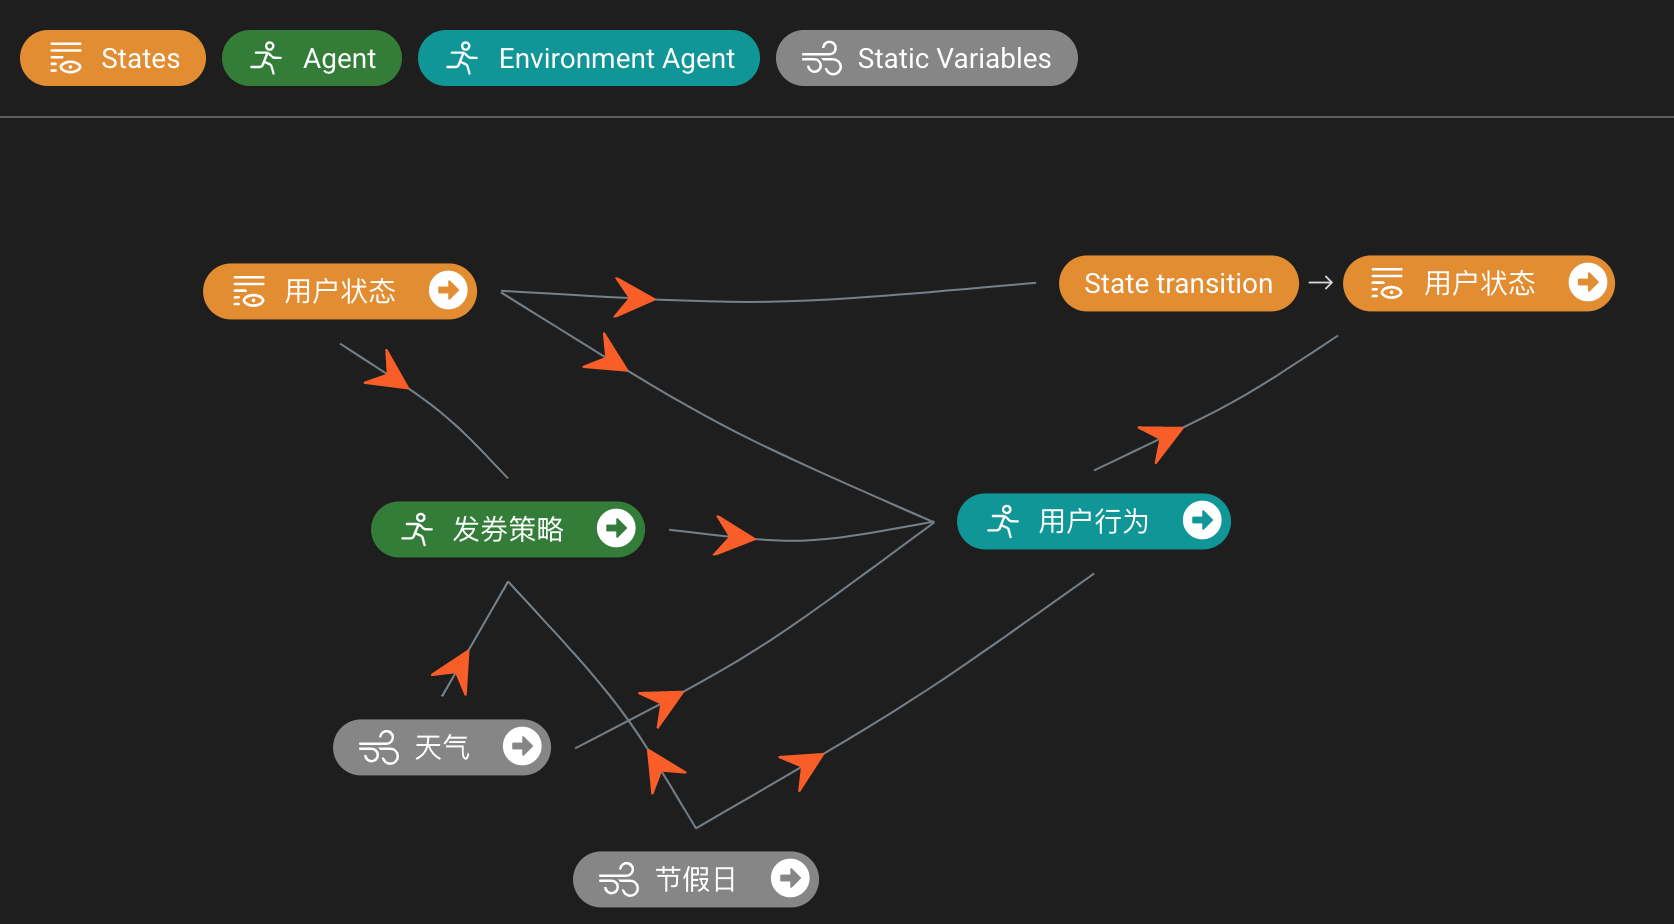 States
Agent
Environment Agent
Static Variables
用户状态
State transition
用户状态
发券策略
用户行为
天气
节假日